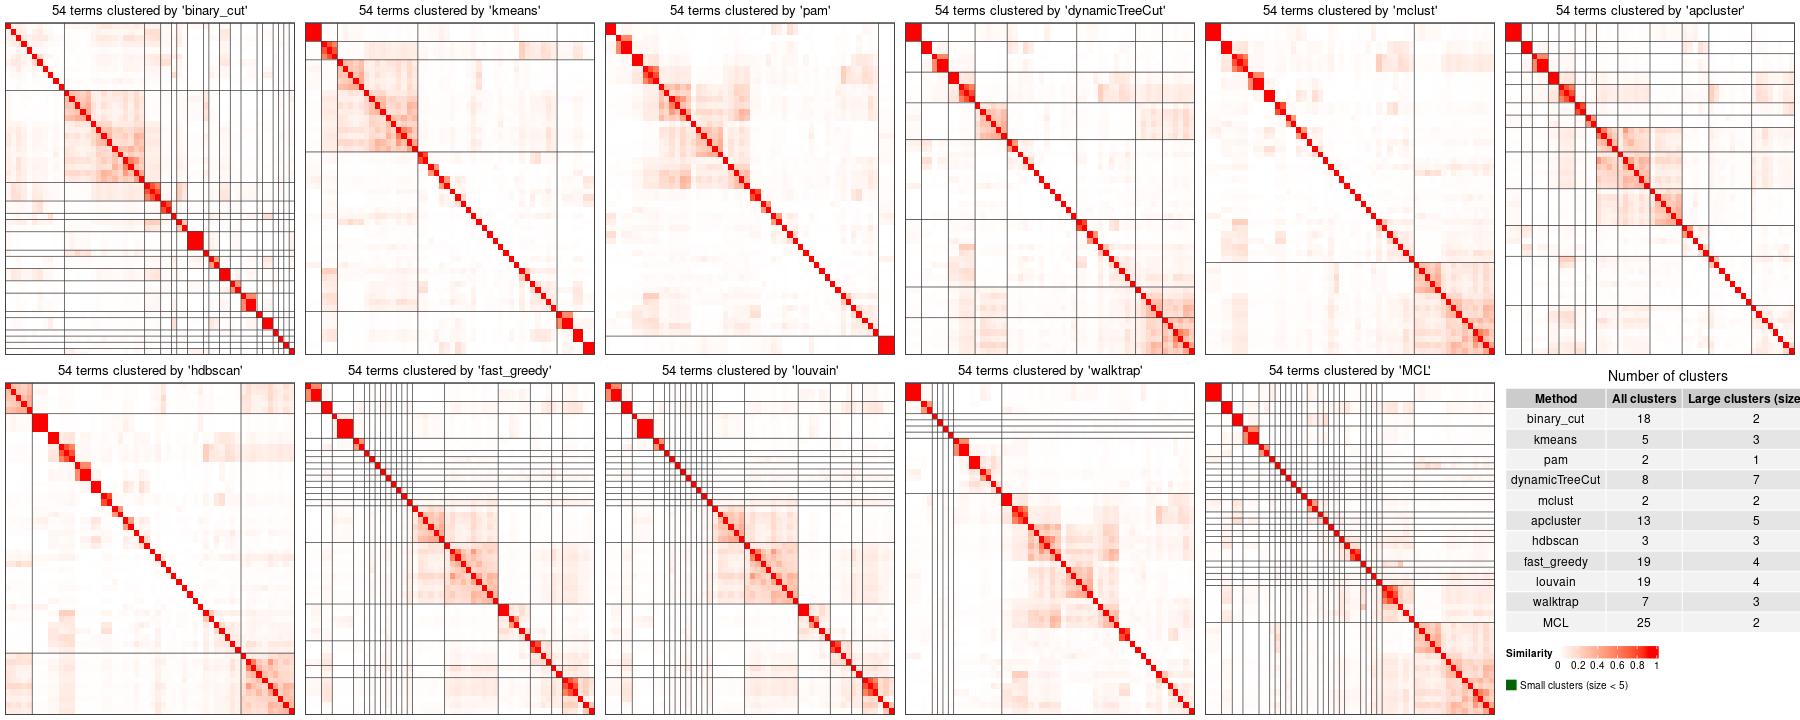 54 terms clustered by 'binary_cut'
54 terms clustered by 'kmeans'
54 terms clustered by 'pam'
54 terms clustered by 'dynamicTreeCut'
54 terms clustered by 'mclust'
54 terms clustered by 'apcluster'
54 terms clustered by 'hdbscan'
54 terms clustered by 'fast_greedy'
54 terms clustered by 'louvain'
54 terms clustered by 'walktrap'
54 terms clustered by 'MCL'
Number of clusters
Method All clusters Large clusters (size
binary_cut 18 2
kmeans 5 3
pam 2 1
dynamicTreeCut 8 7
mclust 2 2
apcluster 13 5
hdbscan 3 3
fast_greedy 19 4
louvain 19 4
walktrap 7 3
MCL 25 2
Similarity
0 0.2 0.4 0.6 0.8 1
Small clusters (size < 5)